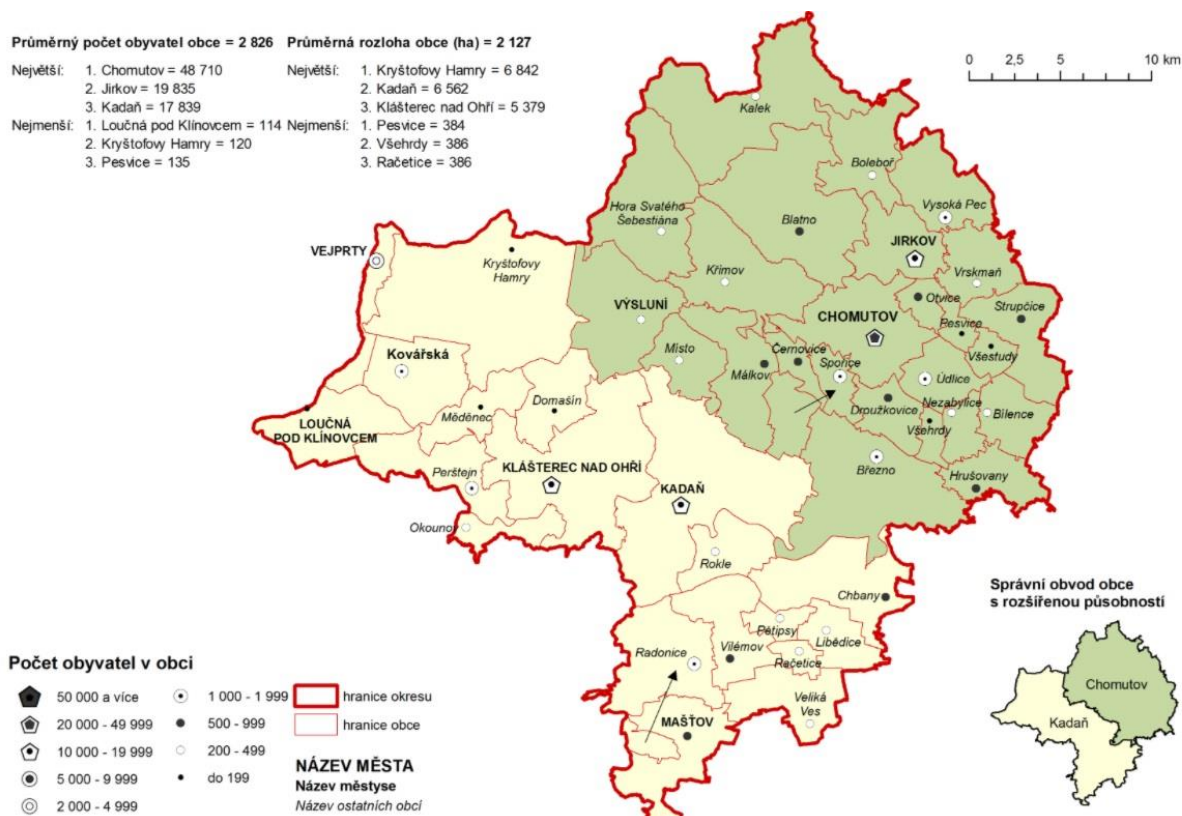 Průměrný počet obyvatel obce = 2 826
Největší: 1. Chomutov = 48 710
2. Jirkov = 19 835
3. Kadaň = 17 839
Nejmenší: 1. Loučná pod Klínovcem = 114
2. Kryštofovy Hamry = 120
3. Pesvice = 135
Průměrná rozloha obce (ha) = 2 127
Největší: 1. Kryštofovy Hamry = 6 842
2. Kadaň = 6 562
3. Klášterec nad Ohří = 5 379
Nejmenší: 1. Pesvice = 384
2. Všehrdy = 386
3. Račetice = 386
0 2,5 5 10 km
Kalek
Boleboř
Vysoká Pec
Hora Svatého
Šebestiána
Blatno
JIRKOV
VEJPRTY
Kryštofovy
Hamry
Křimov
Vrskmaň
Otvice
Strupčice
VÝSLUNÍ
CHOMUTOV
Pesvice
Všestudy
Kovářská
Místo
Černovice
Spořice
Málkov
Údlice
Droužkovice
Nezabylice
Bílence
Všehrdy
Domašín
Měděnec
LOUČNÁ
POD KLÍNOVCEM
Perštejn
KLÁŠTEREC NAD OHŘÍ
KADAŇ
Březno
Hrušovany
Okounov
Rokle
Chbany
Pětipsy
Libědice
Radonice
Vilémov
Račetice
Veliká
Ves
MAŠŤOV
Správní obvod obce
s rozšířenou působností
Chomutov
Kadaň
Počet obyvatel v obci
50 000 a více
20 000 - 49 999
10 000 - 19 999
5 000 - 9 999
2 000 - 4 999
1 000 - 1 999
500 - 999
200 - 499
do 199
hranice okresu
hranice obce
NÁZEV MĚSTA
Název městyse
Název ostatních obcí